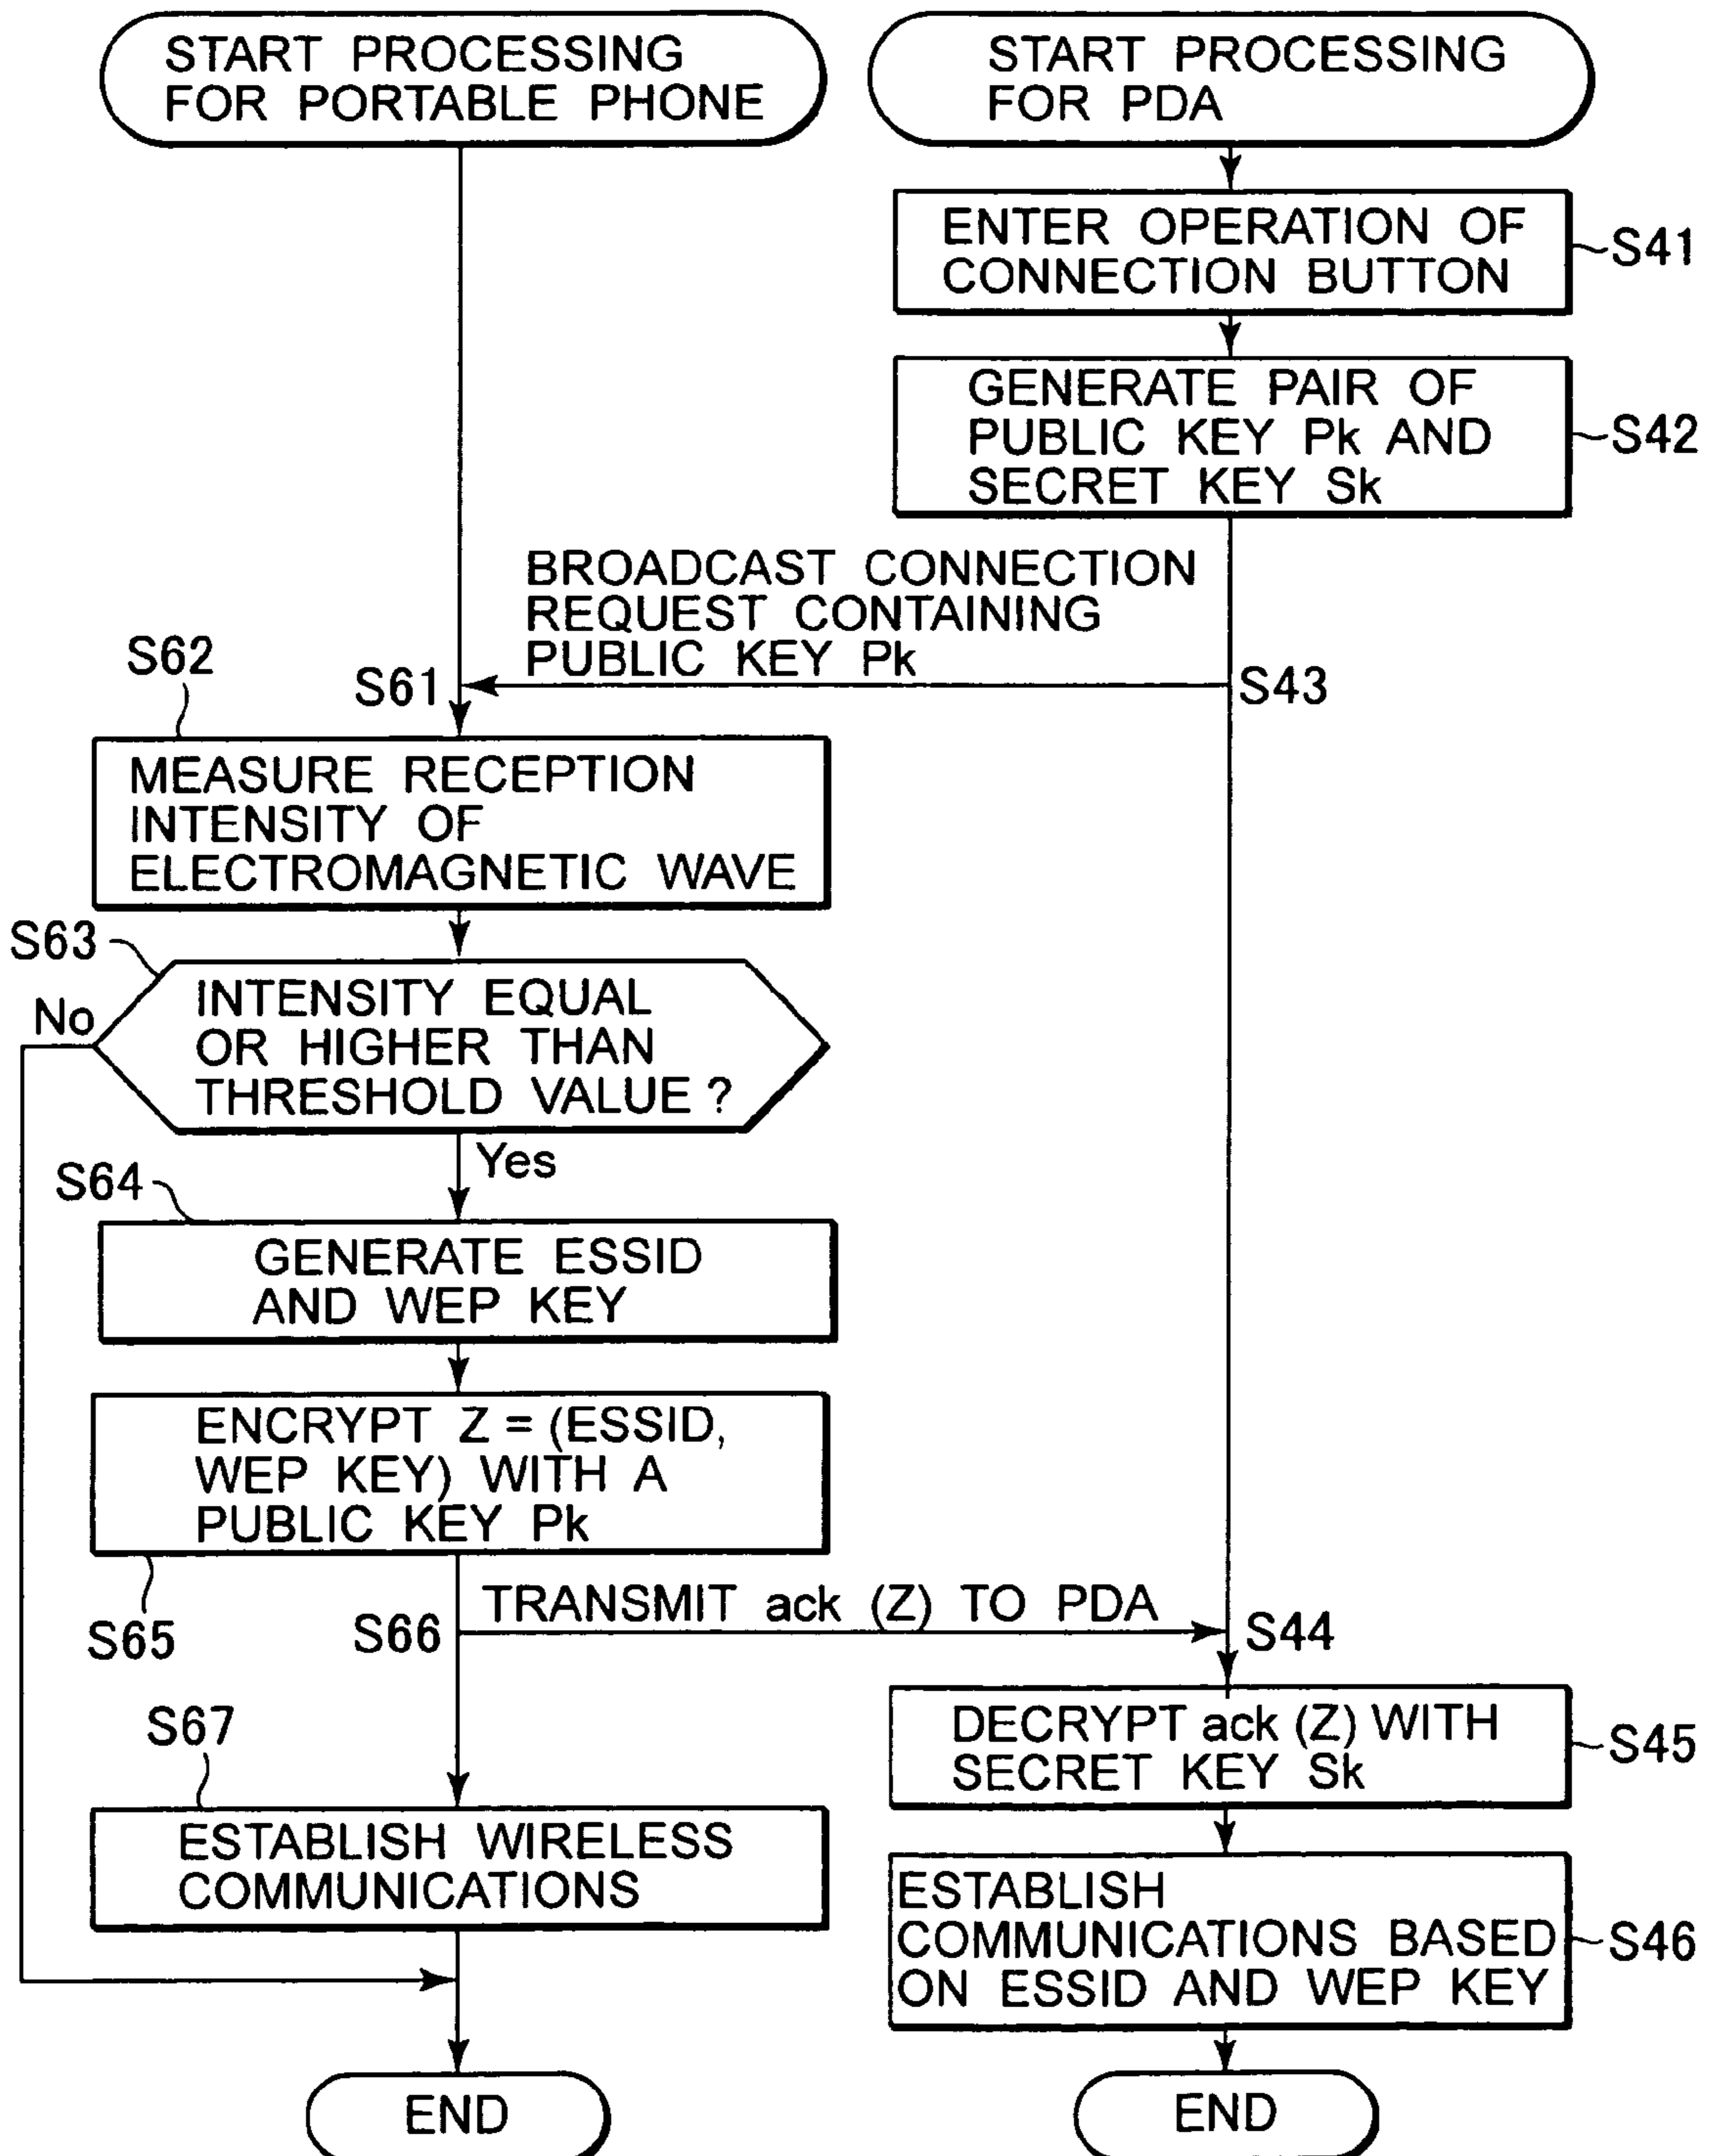 START PROCESSING
FOR PORTABLE PHONE
START PROCESSING
FOR PDA
ENTER OPERATION OF
CONNECTION BUTTON
S41
GENERATE PAIR OF
PUBLIC KEY Pk AND
SECRET KEY Sk
S42
BROADCAST CONNECTION
REQUEST CONTAINING
PUBLIC KEY Pk
S62
S61
S43
MEASURE RECEPTION
INTENSITY OF
ELECTROMAGNETIC WAVE
S63
No
INTENSITY EQUAL
OR HIGHER THAN
THRESHOLD VALUE ?
Yes
S64
GENERATE ESSID
AND WEP KEY
ENCRYPT Z = (ESSID,
WEP KEY) WITH A
PUBLIC KEY Pk
S65
S66
TRANSMIT ack (Z) TO PDA
S44
DECRYPT ack (Z) WITH
SECRET KEY Sk
S45
S67
ESTABLISH WIRELESS
COMMUNICATIONS
ESTABLISH
COMMUNICATIONS BASED
ON ESSID AND WEP KEY
S46
END
END